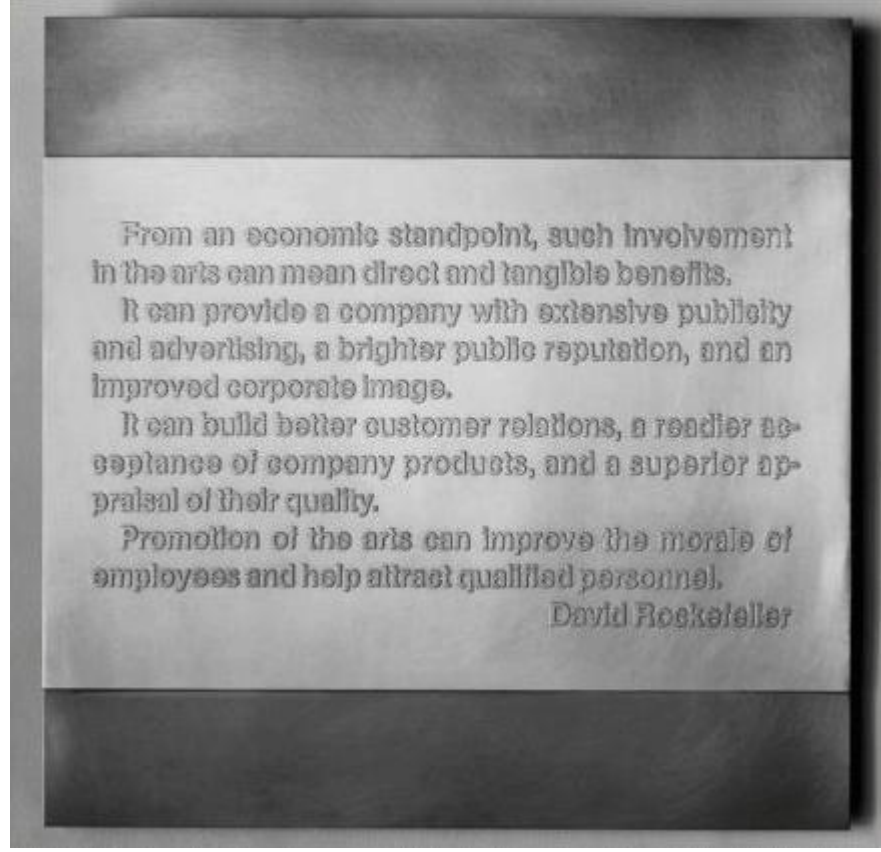 From an economic standpoint, such involvement
in the arts can mean direct and tangible benefits.
It can provide a company with extensive publicity
and advertising, a brighter public reputation, and an
improved corporate image.
It can build better customer relations, a readier ac-
ceptance of company products, and a superior ap-
praisal of their quality.
Promotion of the arts can improve the morale of
employees and help attract qualified personnel.
David Rockefeller